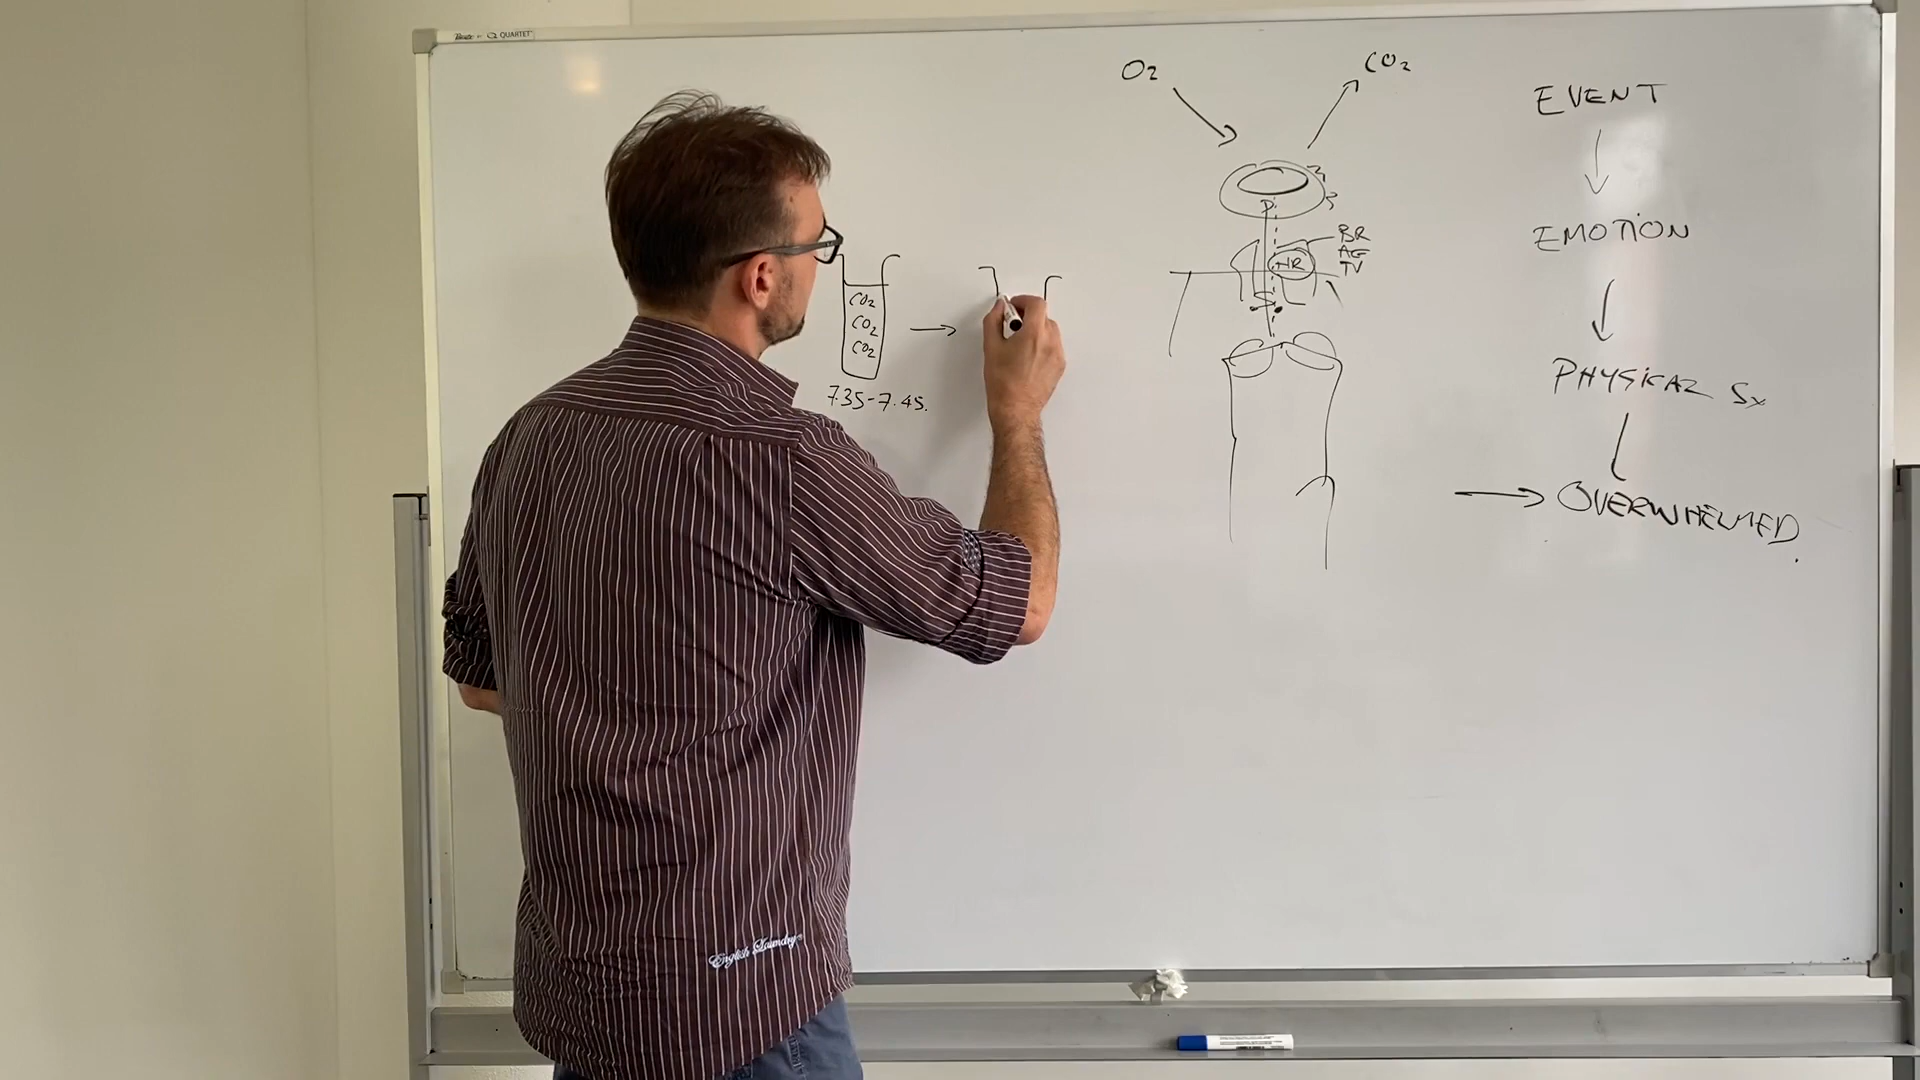 QUARTET
O2
CO2
CO2
CO2
CO2
7.35-7.45.
P
BR
AE
TV
HR
EVENT
EMOTION
PHYSICAL Sx
OVERWHELMED.
English Laundry